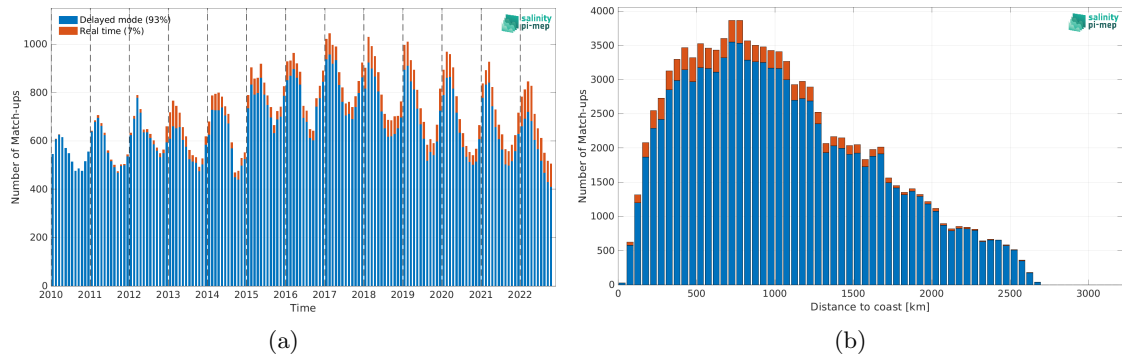 Delayed mode (93%)
Real time (7%)
salinity
pi-mep
Number of Match-ups
1000
800
600
400
200
0
2010 2011 2012 2013 2014 2015 2016 2017 2018 2019 2020 2021 2022
Time
(a)
salinity
pi-mep
Number of Match-ups
4000
3500
3000
2500
2000
1500
1000
500
0
0 500 1000 1500 2000 2500 3000
Distance to coast [km]
(b)